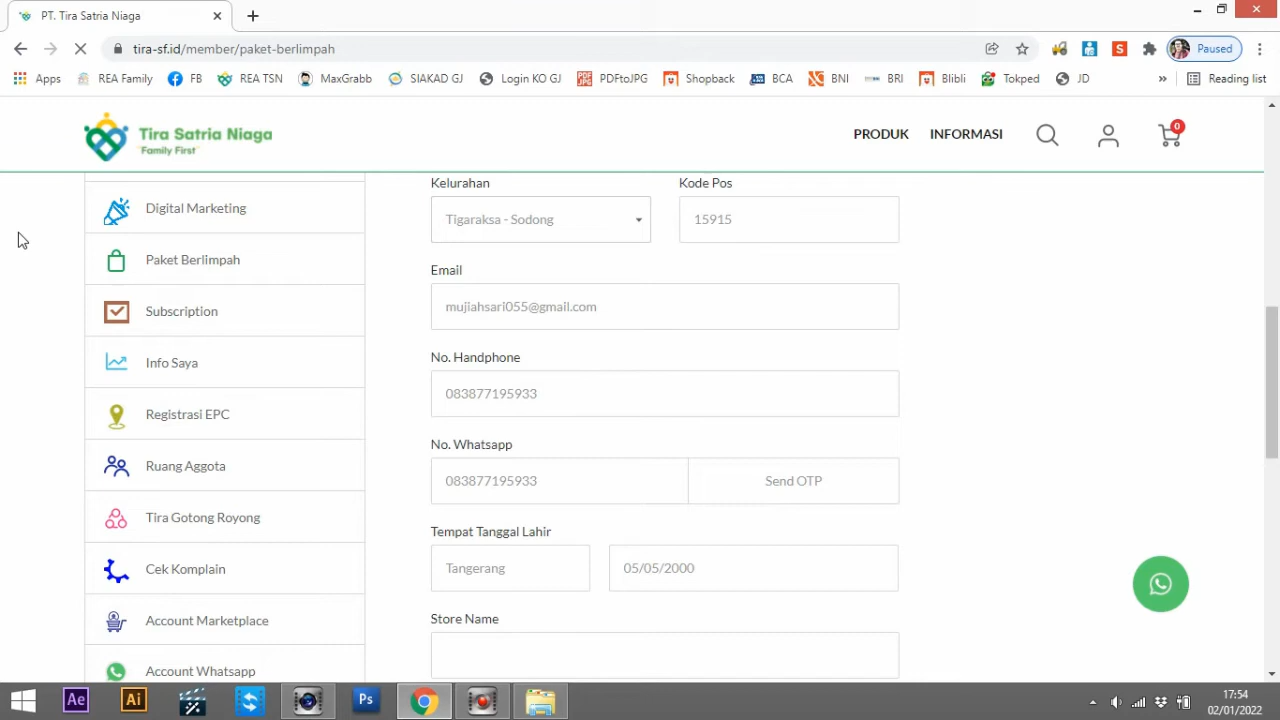 PT. Tira Satria Niaga
tira-sf.id/member/paket-berlimpah
Paused
Apps REA Family FB REA TSN MaxGrabb SIAKAD GJ Login KO GJ PDFtoJPG Shopback BCA BNI BRI Blibli Tokped JD » Reading list
Tira Satria Niaga
"Family First"
PRODUK INFORMASI 0
Digital Marketing
Paket Berlimpah
Subscription
Info Saya
Registrasi EPC
Ruang Aggota
Tira Gotong Royong
Cek Komplain
Account Marketplace
Account Whatsapp
Kelurahan Kode Pos
Tigaraksa - Sodong 15915
Email
mujiahsari055@gmail.com
No. Handphone
083877195933
No. Whatsapp
083877195933 Send OTP
Tempat Tanggal Lahir
Tangerang 05/05/2000
Store Name
Ae Ai Ps
17:54
02/01/2022